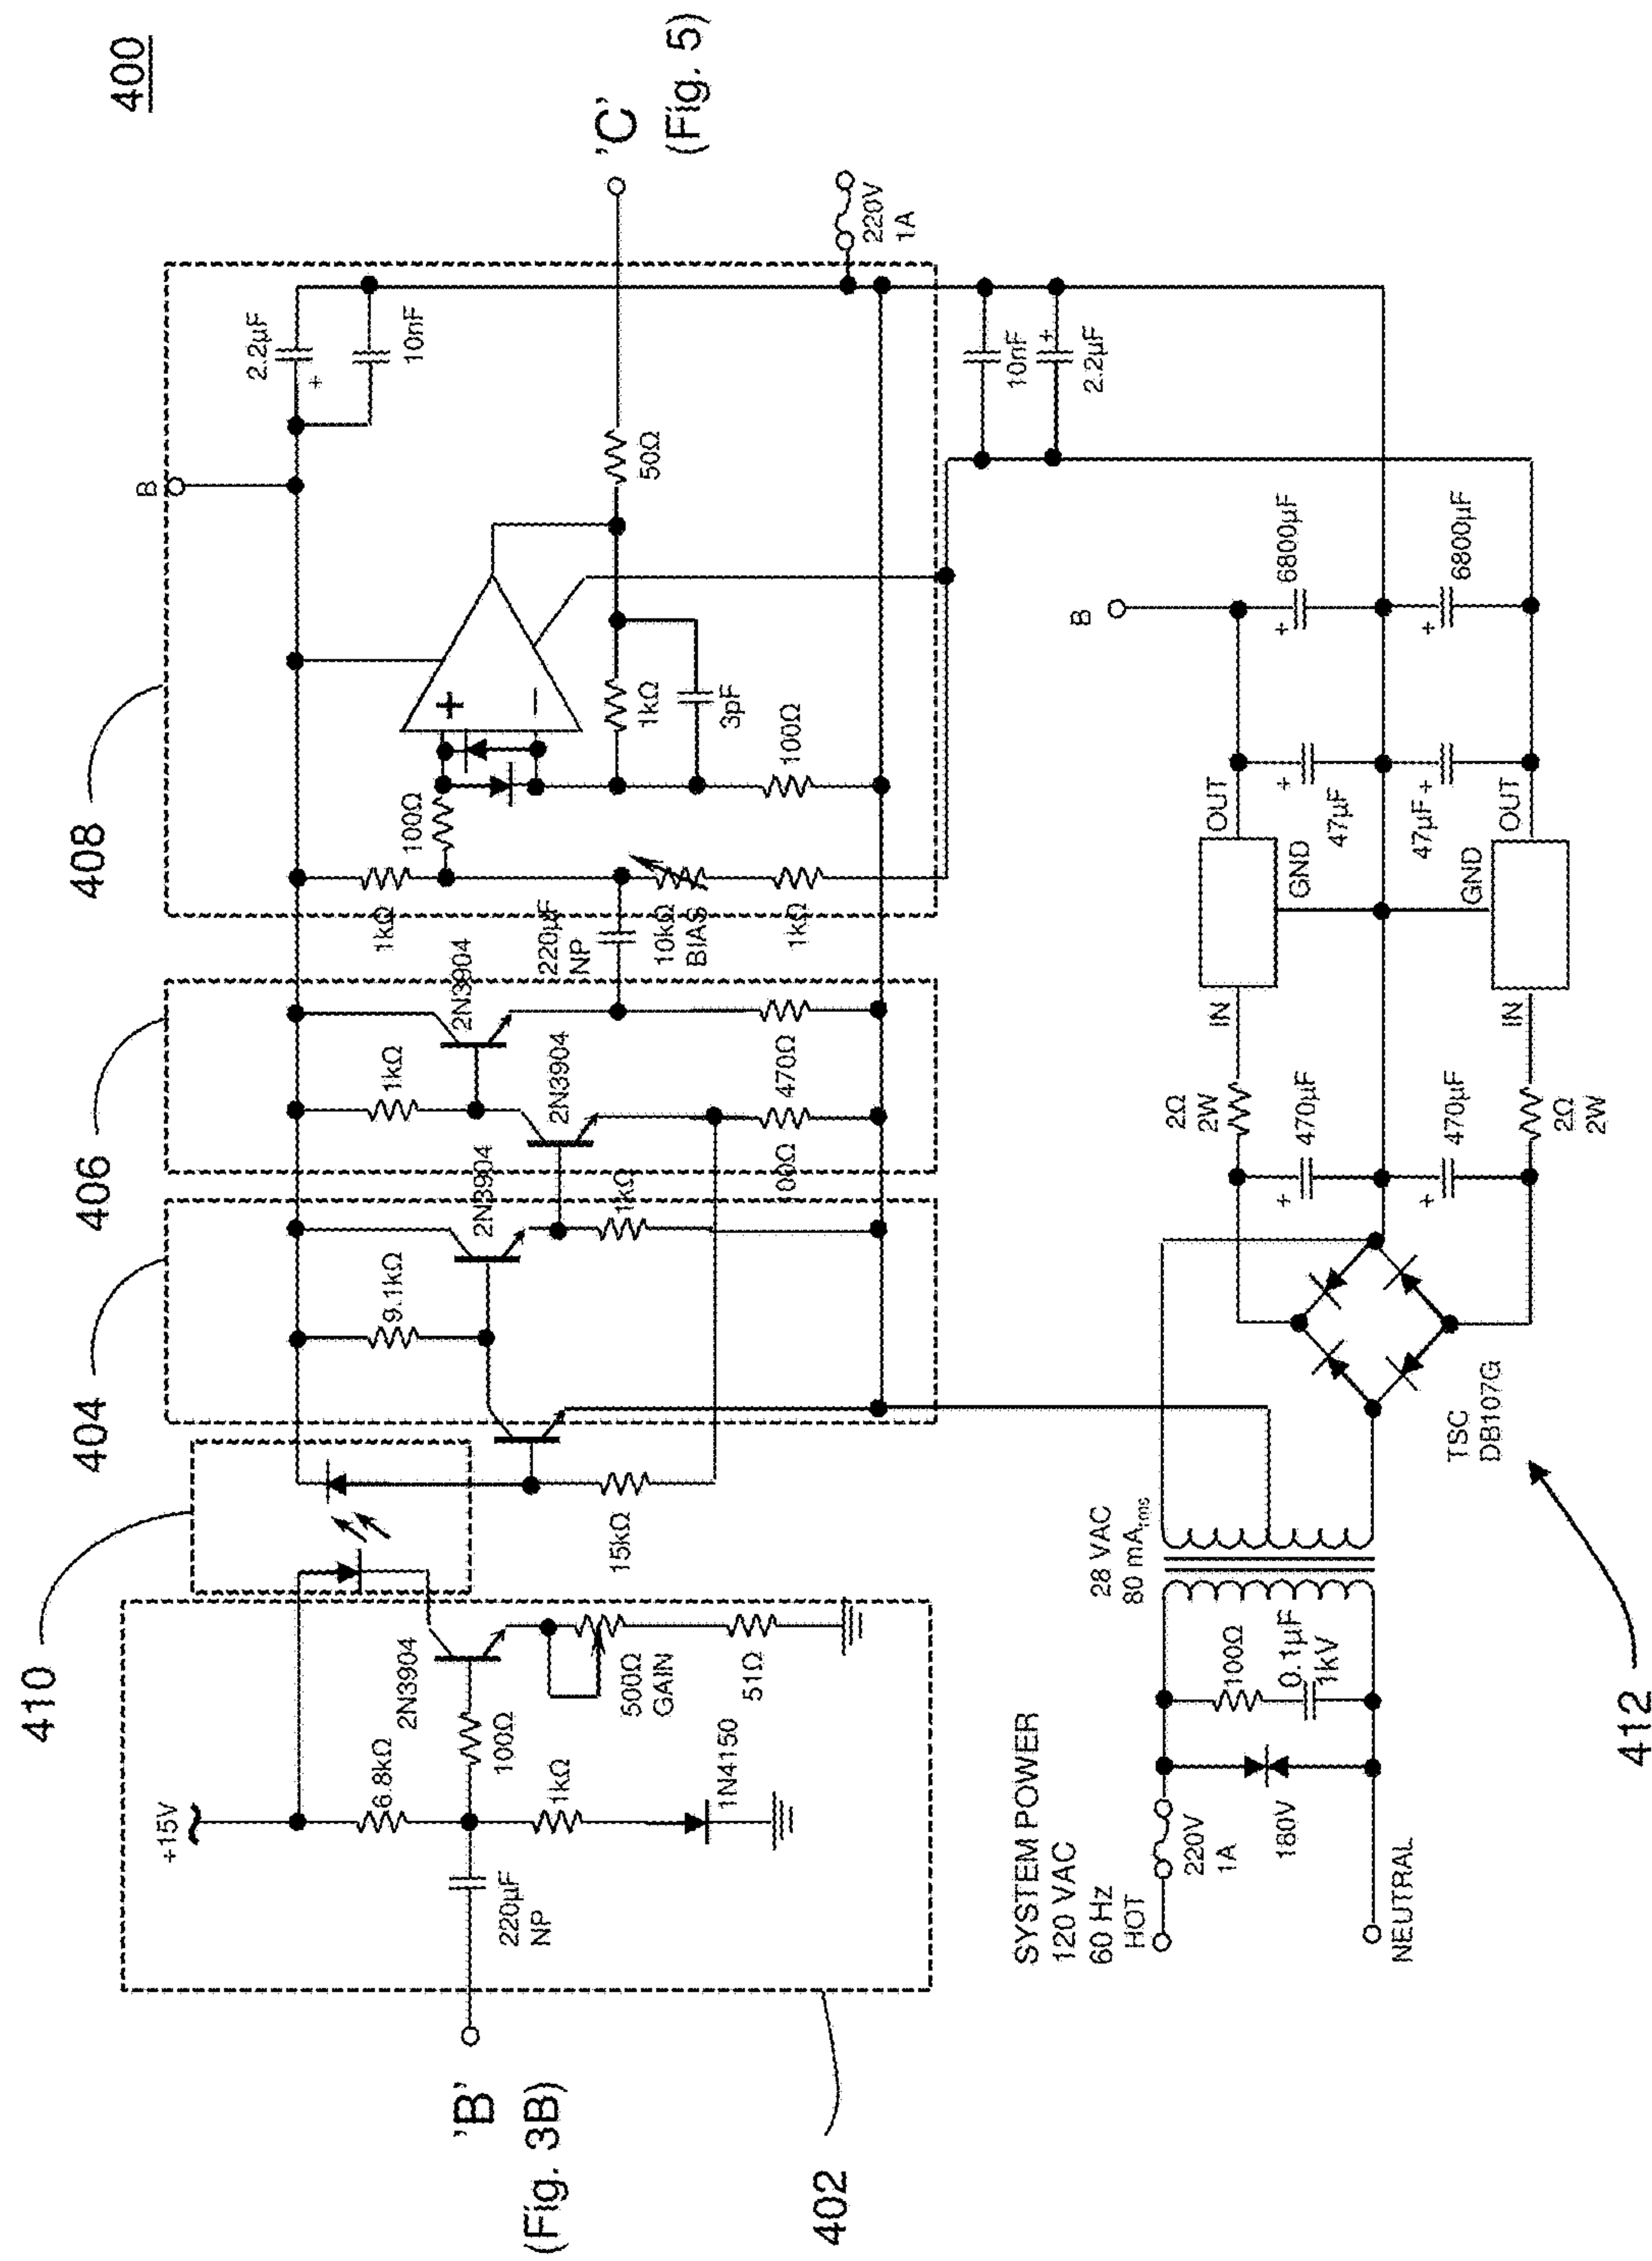 400
408
406
404
410
402
412
'B'
(Fig. 3B)
'C'
(Fig. 5)
+15V
220µF
NP
6.8kΩ
100Ω
1kΩ
1N4150
2N3904
500Ω
GAIN
51Ω
15kΩ
9.1kΩ
2N3904
1kΩ
2N3904
1kΩ
100Ω
2N3904
470Ω
220µF
NP
1kΩ
10kΩ
BIAS
1kΩ
100Ω
+
−
1kΩ
3pF
100Ω
50Ω
B
2.2µF
+
10nF
220V
1A
10nF
+
2.2µF
SYSTEM POWER
120 VAC
60 Hz
HOT
NEUTRAL
220V
1A
180V
100Ω
0.1µF
1kV
28 VAC
80 mArms
TSC
DB107G
+
470µF
+
470µF
2Ω
2W
2Ω
2W
IN
OUT
GND
IN
OUT
GND
+
47µF
47µF
+
B
+
6800µF
+
6800µF